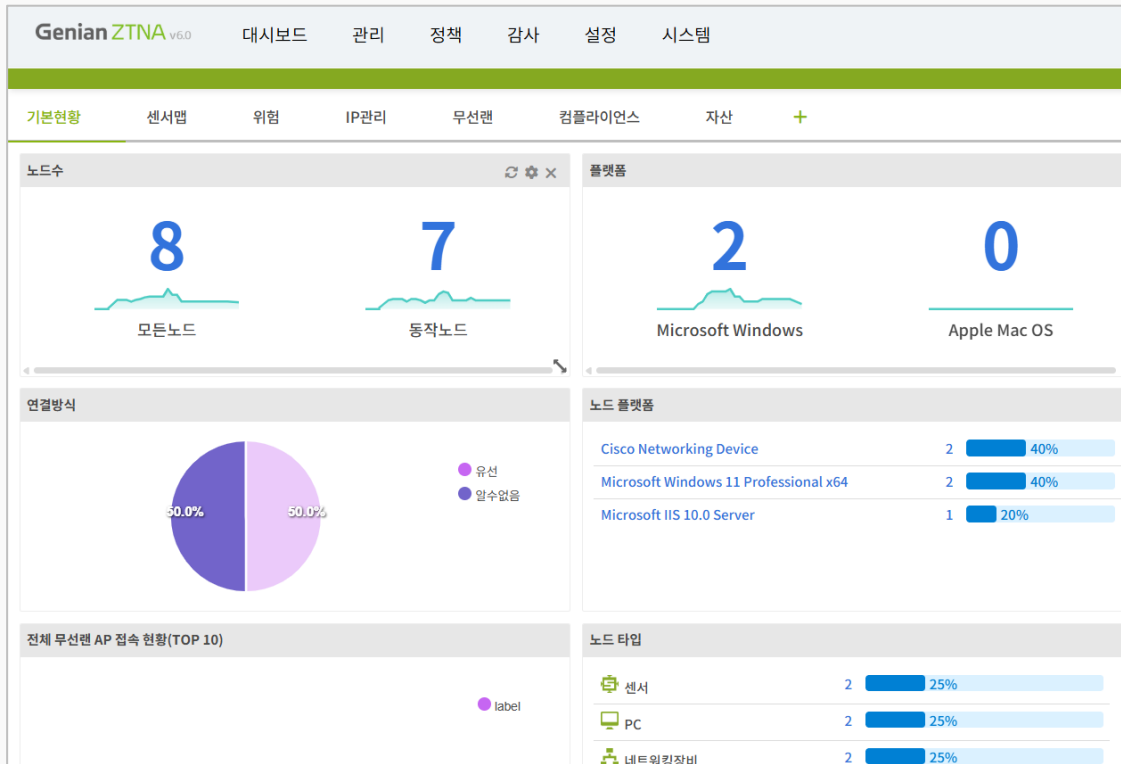 Genian ZTNA v6.0 대시보드 관리 정책 감사 설정 시스템
기본현황 센서맵 위험 IP관리 무선랜 컴플라이언스 자산 +
노드수
8 7
모든노드 동작노드
플랫폼
2 0
Microsoft Windows Apple Mac OS
연결방식
50.0% 50.0%
유선
알수없음
노드 플랫폼
Cisco Networking Device 2 40%
Microsoft Windows 11 Professional x64 2 40%
Microsoft IIS 10.0 Server 1 20%
전체 무선랜 AP 접속 현황(TOP 10)
label
노드 타입
센서 2 25%
PC 2 25%
네트워킹장비 2 25%